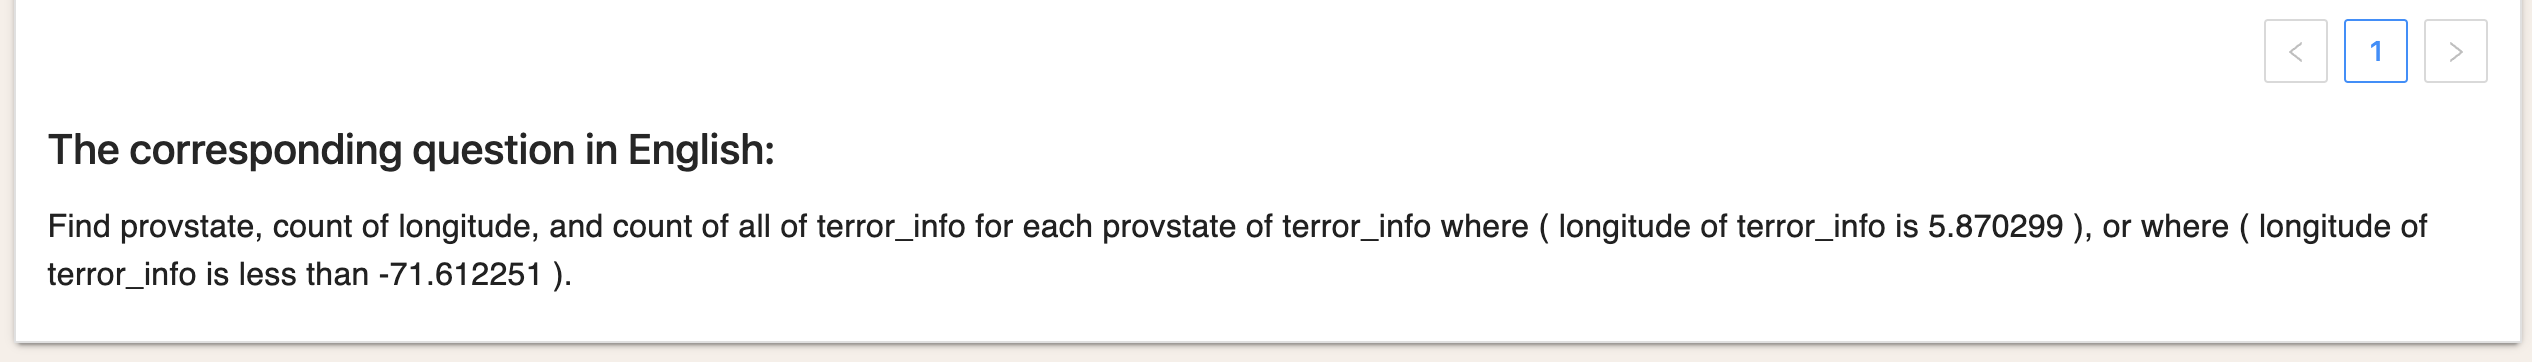 < 1 >
The corresponding question in English:
Find provstate, count of longitude, and count of all of terror_info for each provstate of terror_info where ( longitude of terror_info is 5.870299 ), or where ( longitude of
terror_info is less than -71.612251 ).